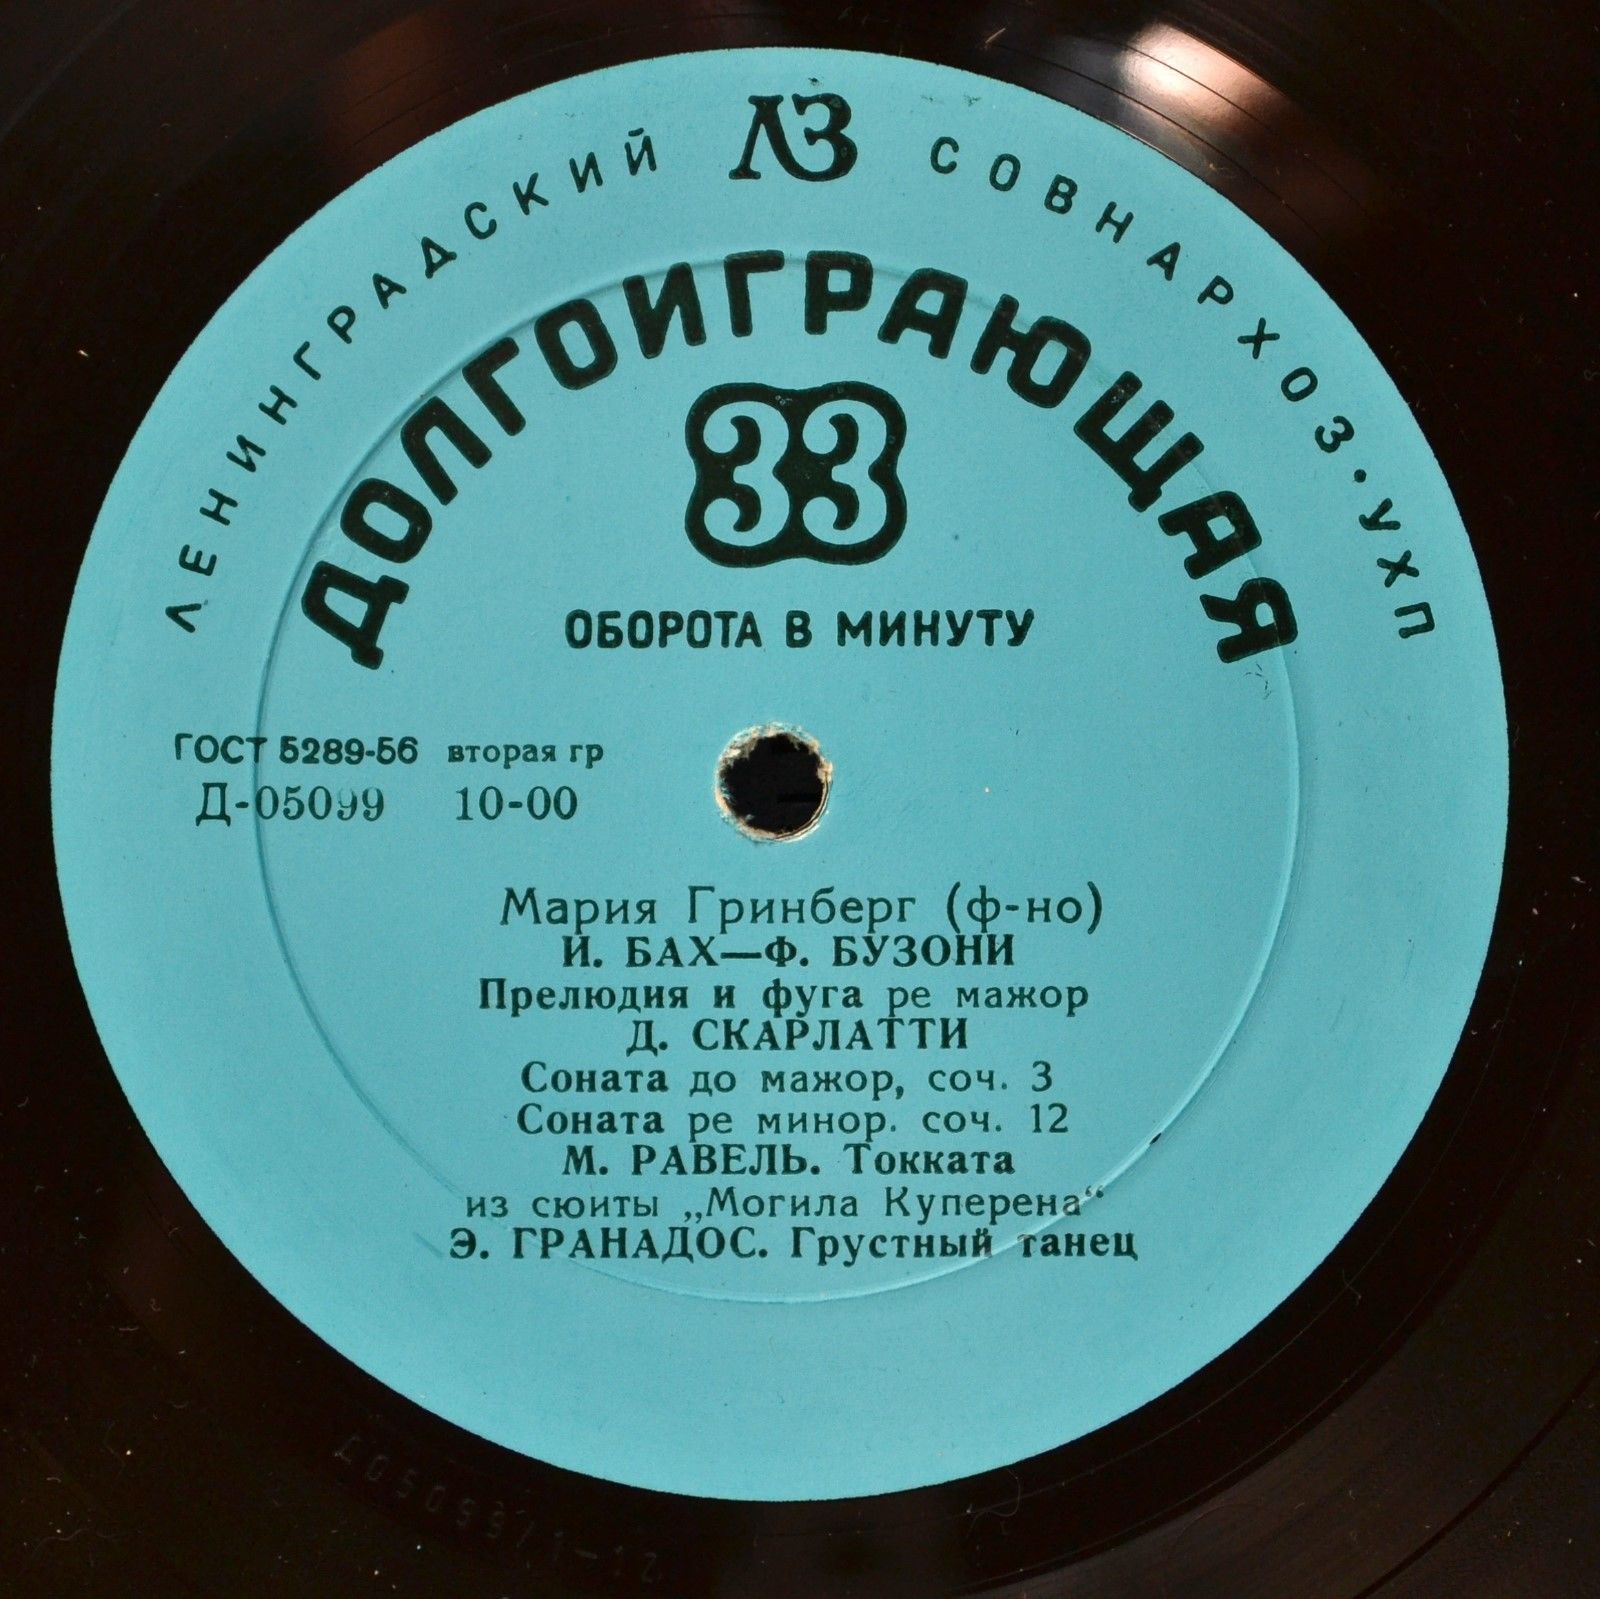 ЛЕНИНГРАДСКИЙ ЛЗ СОВНАРХОЗ · УХП
ДОЛГОИГРАЮЩАЯ
33
ОБОРОТА В МИНУТУ
ГОСТ 5289-56 вторая гр
Д-05099 10-00
Мария Гринберг (ф-но)
И. БАХ—Ф. БУЗОНИ
Прелюдия и фуга ре мажор
Д. СКАРЛАТТИ
Соната до мажор, соч. 3
Соната ре минор. соч. 12
М. РАВЕЛЬ. Токката
из сюиты „Могила Куперена“
Э. ГРАНАДОС. Грустный танец